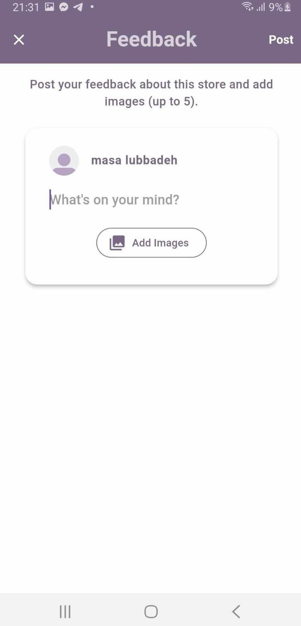 21:31 9%
Feedback
Post
Post your feedback about this store and add
images (up to 5).
masa lubbadeh
What's on your mind?
Add Images